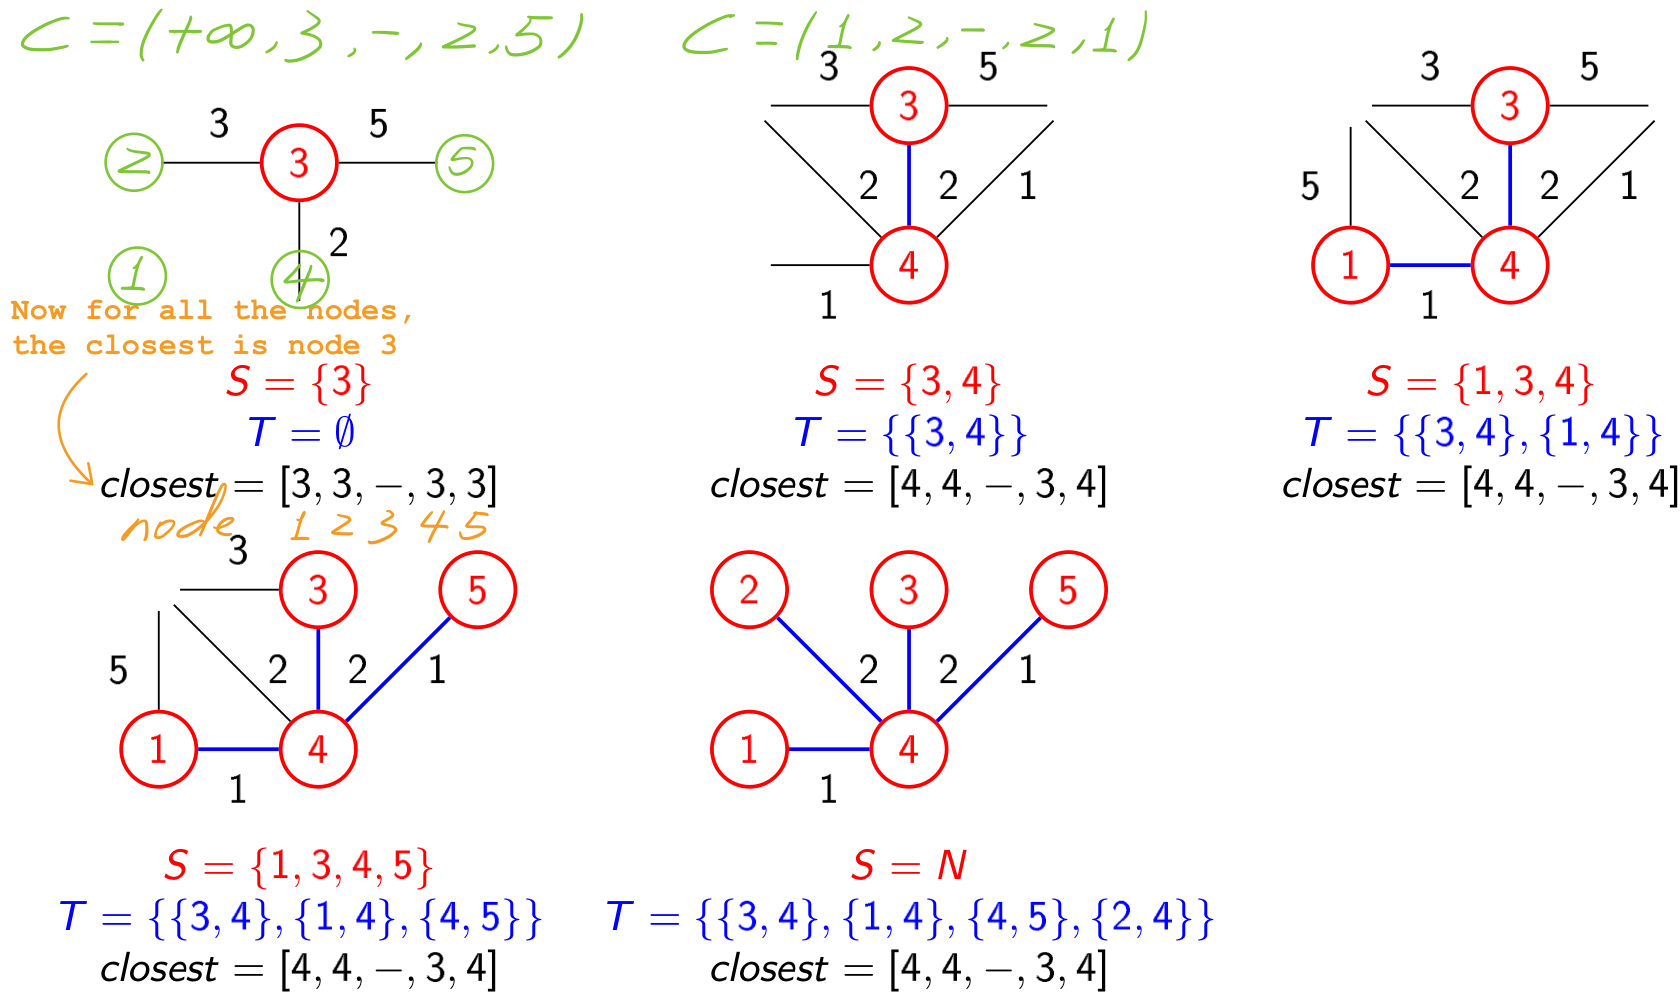 C = (+∞, 3, -, 2, 5)
3 5
2 3 5
2
1 4
Now for all the nodes,
the closest is node 3
S = {3}
T = ∅
closest = [3, 3, −, 3, 3]
node 1 2 3 4 5
C = (1, 2, -, 2, 1)
3 5
3
2 2 1
4
1
S = {3, 4}
T = {{3, 4}}
closest = [4, 4, −, 3, 4]
3 5
3
5 2 2 1
1 4
1
S = {1, 3, 4}
T = {{3, 4}, {1, 4}}
closest = [4, 4, −, 3, 4]
3
3 5
5 2 2 1
1 4
1
S = {1, 3, 4, 5}
T = {{3, 4}, {1, 4}, {4, 5}}
closest = [4, 4, −, 3, 4]
2 3 5
2 2 1
1 4
1
S = N
T = {{3, 4}, {1, 4}, {4, 5}, {2, 4}}
closest = [4, 4, −, 3, 4]